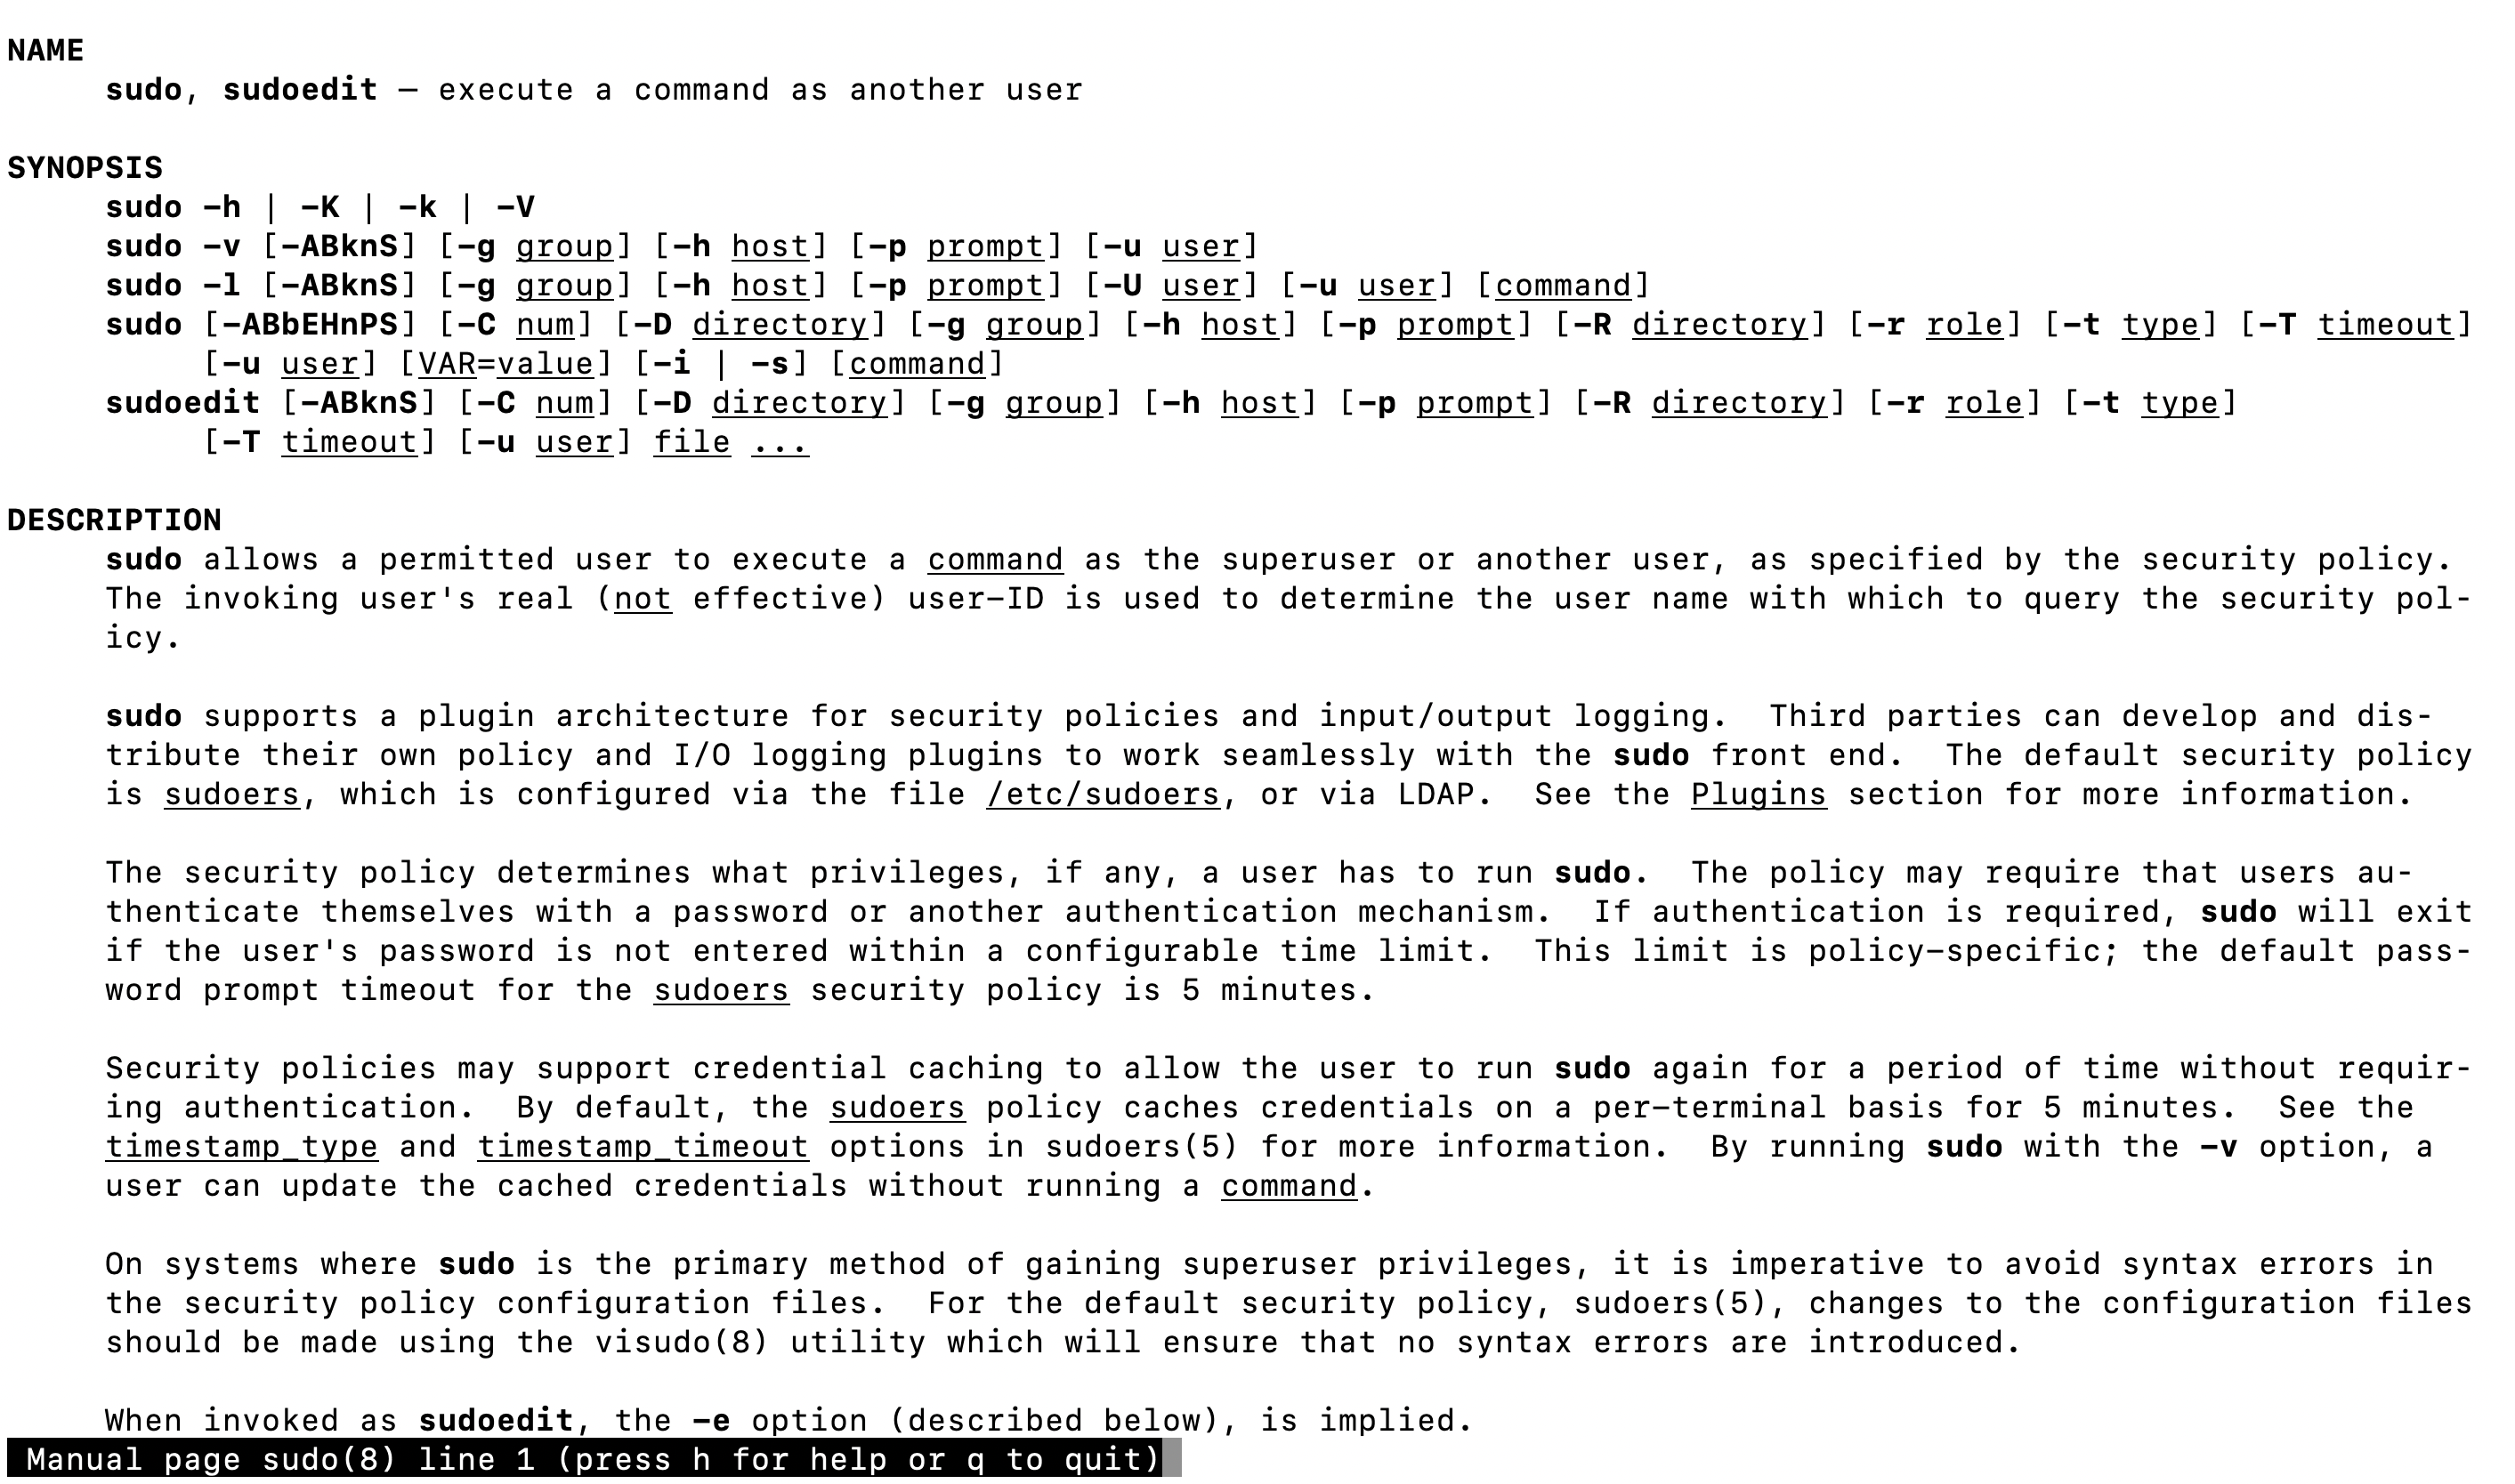 NAME
sudo, sudoedit — execute a command as another user
SYNOPSIS
sudo -h | -K | -k | -V
sudo -v [-ABknS] [-g group] [-h host] [-p prompt] [-u user]
sudo -l [-ABknS] [-g group] [-h host] [-p prompt] [-U user] [-u user] [command]
sudo [-ABbEHnPS] [-C num] [-D directory] [-g group] [-h host] [-p prompt] [-R directory] [-r role] [-t type] [-T timeout]
[-u user] [VAR=value] [-i | -s] [command]
sudoedit [-ABknS] [-C num] [-D directory] [-g group] [-h host] [-p prompt] [-R directory] [-r role] [-t type]
[-T timeout] [-u user] file ...
DESCRIPTION
sudo allows a permitted user to execute a command as the superuser or another user, as specified by the security policy.
The invoking user's real (not effective) user-ID is used to determine the user name with which to query the security pol-
icy.
sudo supports a plugin architecture for security policies and input/output logging.  Third parties can develop and dis-
tribute their own policy and I/O logging plugins to work seamlessly with the sudo front end.  The default security policy
is sudoers, which is configured via the file /etc/sudoers, or via LDAP.  See the Plugins section for more information.
The security policy determines what privileges, if any, a user has to run sudo.  The policy may require that users au-
thenticate themselves with a password or another authentication mechanism.  If authentication is required, sudo will exit
if the user's password is not entered within a configurable time limit.  This limit is policy-specific; the default pass-
word prompt timeout for the sudoers security policy is 5 minutes.
Security policies may support credential caching to allow the user to run sudo again for a period of time without requir-
ing authentication.  By default, the sudoers policy caches credentials on a per-terminal basis for 5 minutes.  See the
timestamp_type and timestamp_timeout options in sudoers(5) for more information.  By running sudo with the -v option, a
user can update the cached credentials without running a command.
On systems where sudo is the primary method of gaining superuser privileges, it is imperative to avoid syntax errors in
the security policy configuration files.  For the default security policy, sudoers(5), changes to the configuration files
should be made using the visudo(8) utility which will ensure that no syntax errors are introduced.
When invoked as sudoedit, the -e option (described below), is implied.
Manual page sudo(8) line 1 (press h for help or q to quit)